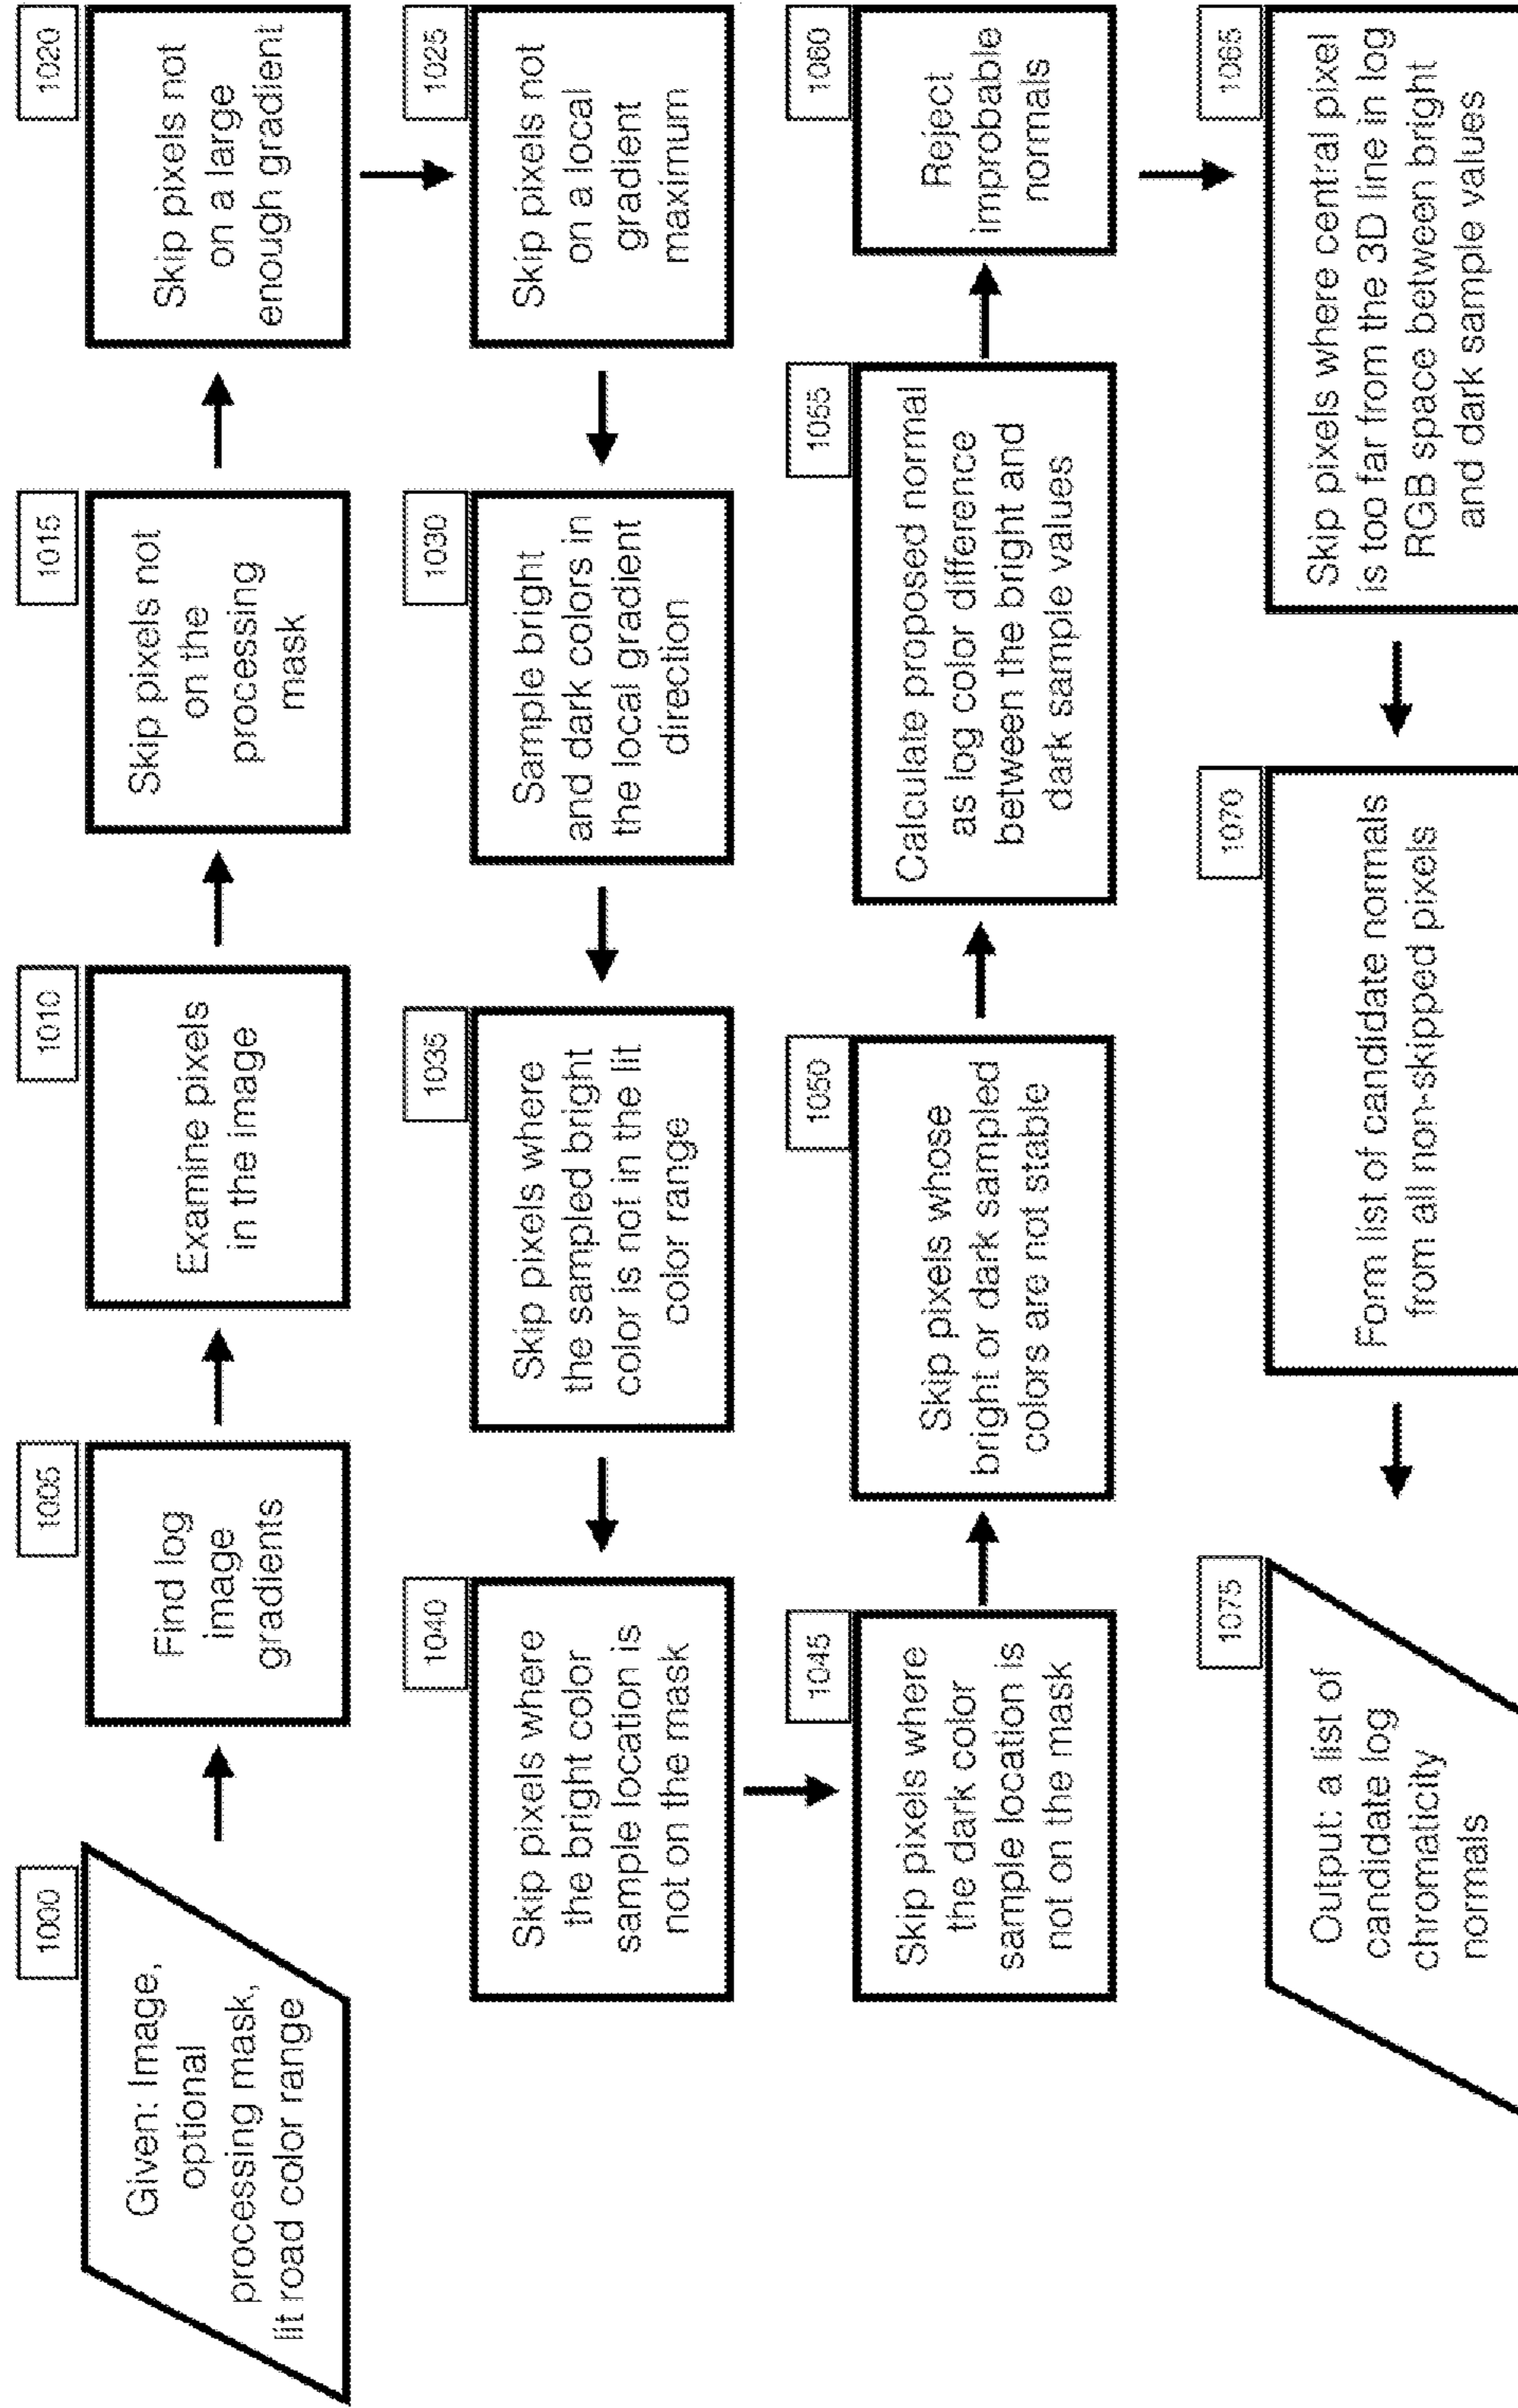 1000
Given: Image,
optional
processing mask,
lit road color range
1005
Find log
image
gradients
1010
Examine pixels
in the image
1015
Skip pixels not
on the
processing
mask
1020
Skip pixels not
on a large
enough gradient
1025
Skip pixels not
on a local
gradient
maximum
1030
Sample bright
and dark colors in
the local gradient
direction
1035
Skip pixels where
the sampled bright
color is not in the lit
color range
1040
Skip pixels where
the bright color
sample location is
not on the mask
1045
Skip pixels where
the dark color
sample location is
not on the mask
1050
Skip pixels whose
bright or dark sampled
colors are not stable
1055
Calculate proposed normal
as log color difference
between the bright and
dark sample values
1060
Reject
improbable
normals
1065
Skip pixels where central pixel
is too far from the 3D line in log
RGB space between bright
and dark sample values
1070
Form list of candidate normals
from all non-skipped pixels
1075
Output: a list of
candidate log
chromaticity
normals